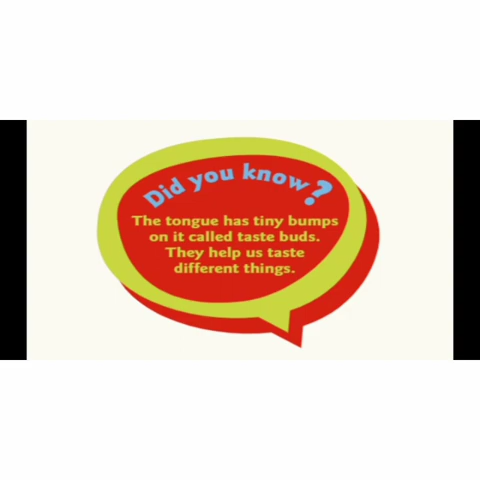 Did you know?
The tongue has tiny bumps
on it called taste buds.
They help us taste
different things.